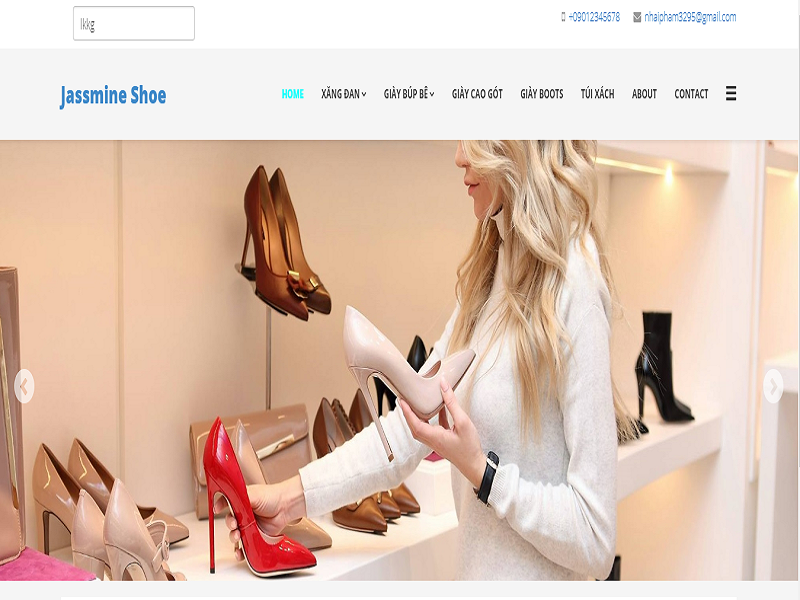 lkkg
+09012345678 nhaipham3295@gmail.com
Jassmine Shoe
HOME XĂNG ĐAN GIÀY BÚP BÊ GIÀY CAO GÓT GIÀY BOOTS TÚI XÁCH ABOUT CONTACT